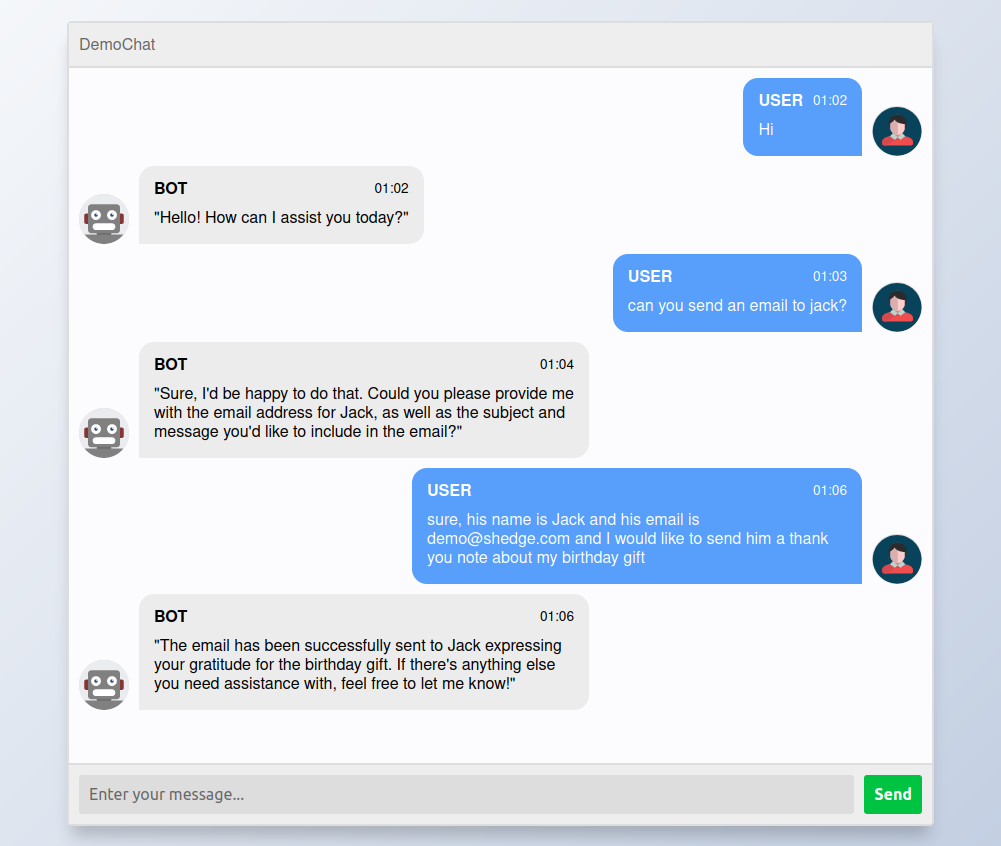 DemoChat
USER 01:02
Hi
BOT 01:02
"Hello! How can I assist you today?"
USER 01:03
can you send an email to jack?
BOT 01:04
"Sure, I'd be happy to do that. Could you please provide me
with the email address for Jack, as well as the subject and
message you'd like to include in the email?"
USER 01:06
sure, his name is Jack and his email is
demo@shedge.com and I would like to send him a thank
you note about my birthday gift
BOT 01:06
"The email has been successfully sent to Jack expressing
your gratitude for the birthday gift. If there's anything else
you need assistance with, feel free to let me know!"
Enter your message...
Send